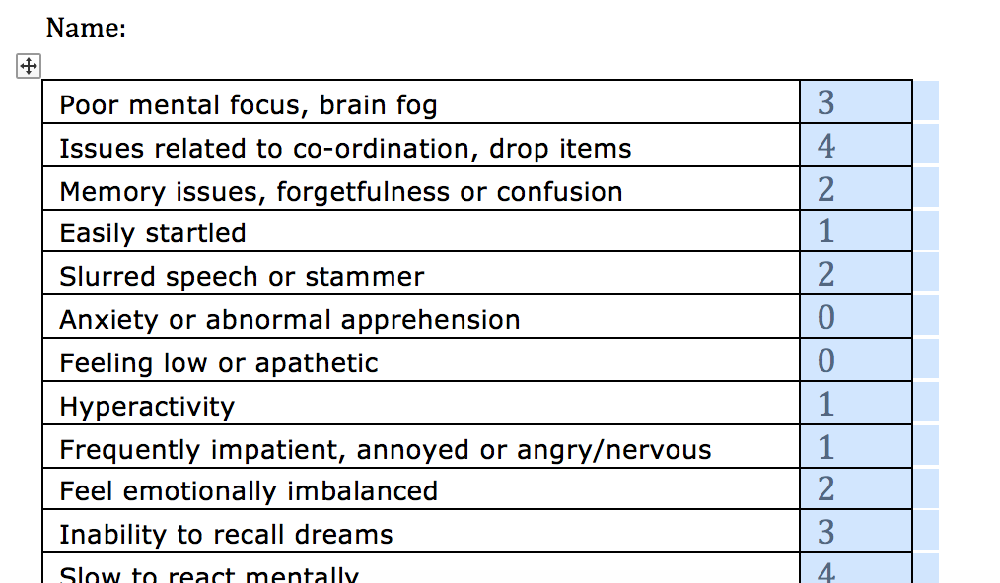 Name:
Poor mental focus, brain fog 3
Issues related to co-ordination, drop items 4
Memory issues, forgetfulness or confusion 2
Easily startled 1
Slurred speech or stammer 2
Anxiety or abnormal apprehension 0
Feeling low or apathetic 0
Hyperactivity 1
Frequently impatient, annoyed or angry/nervous 1
Feel emotionally imbalanced 2
Inability to recall dreams 3
Slow to react mentally 4